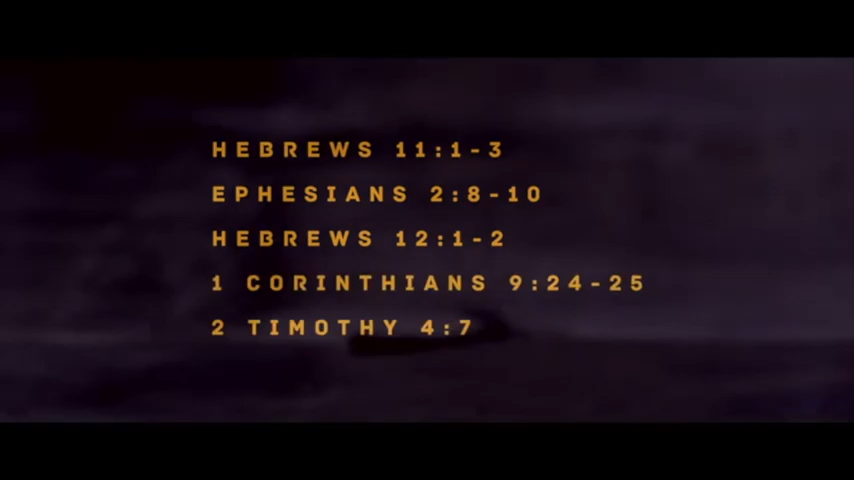 HEBREWS 11:1-3
EPHESIANS 2:8-10
HEBREWS 12:1-2
1 CORINTHIANS 9:24-25
2 TIMOTHY 4:7